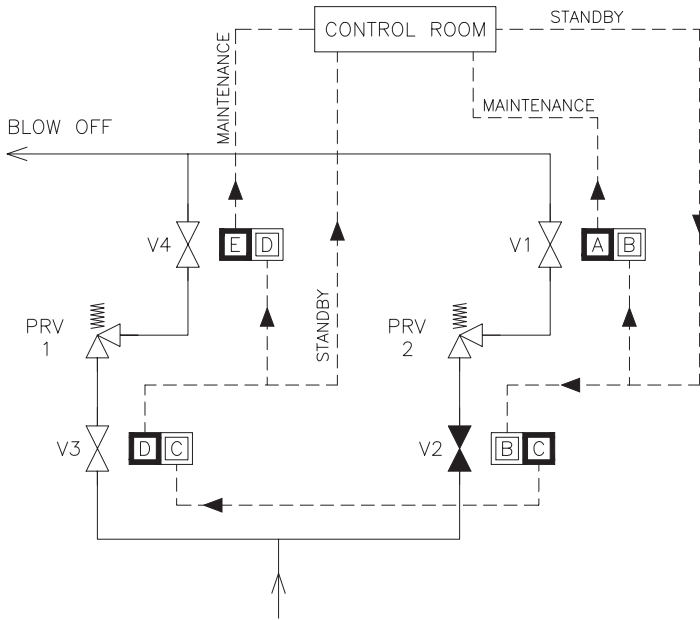 CONTROL ROOM
STANDBY
MAINTENANCE
MAINTENANCE
BLOW OFF
V4
E D
V1
A B
PRV
1
STANDBY
PRV
2
V3
D C
V2
B C